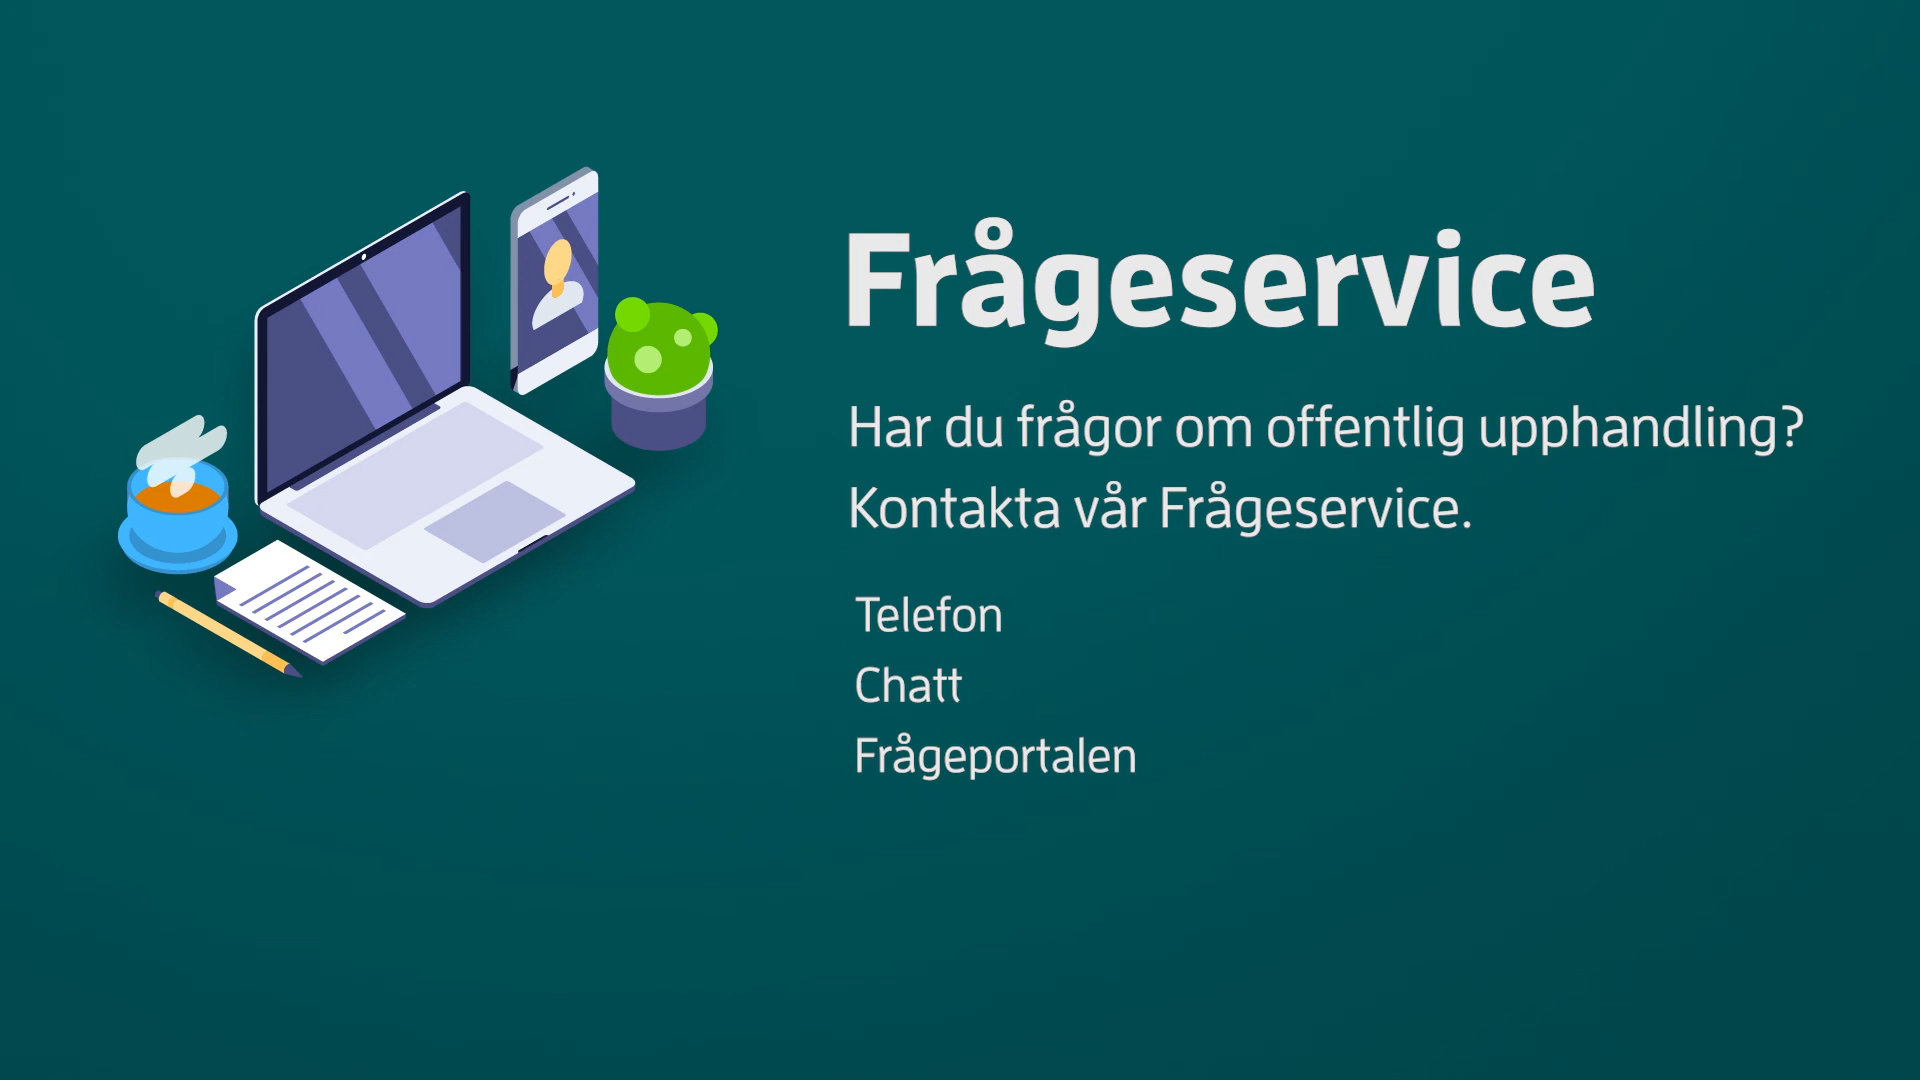 Frågeservice
Har du frågor om offentlig upphandling?
Kontakta vår Frågeservice.
Telefon
Chatt
Frågeportalen